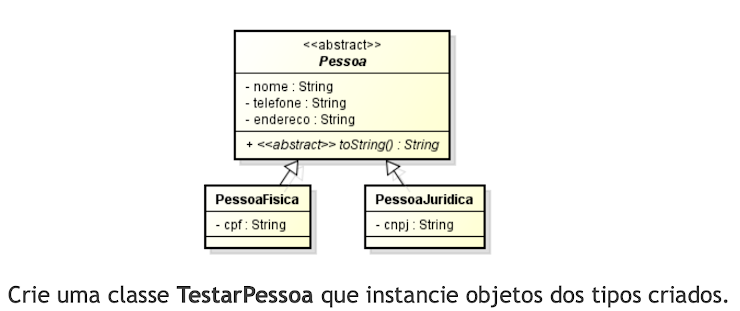 <<abstract>>
Pessoa
- nome : String
- telefone : String
- endereco : String
+ <<abstract>> toString() : String
PessoaFisica
- cpf : String
PessoaJuridica
- cnpj : String
Crie uma classe TestarPessoa que instancie objetos dos tipos criados.